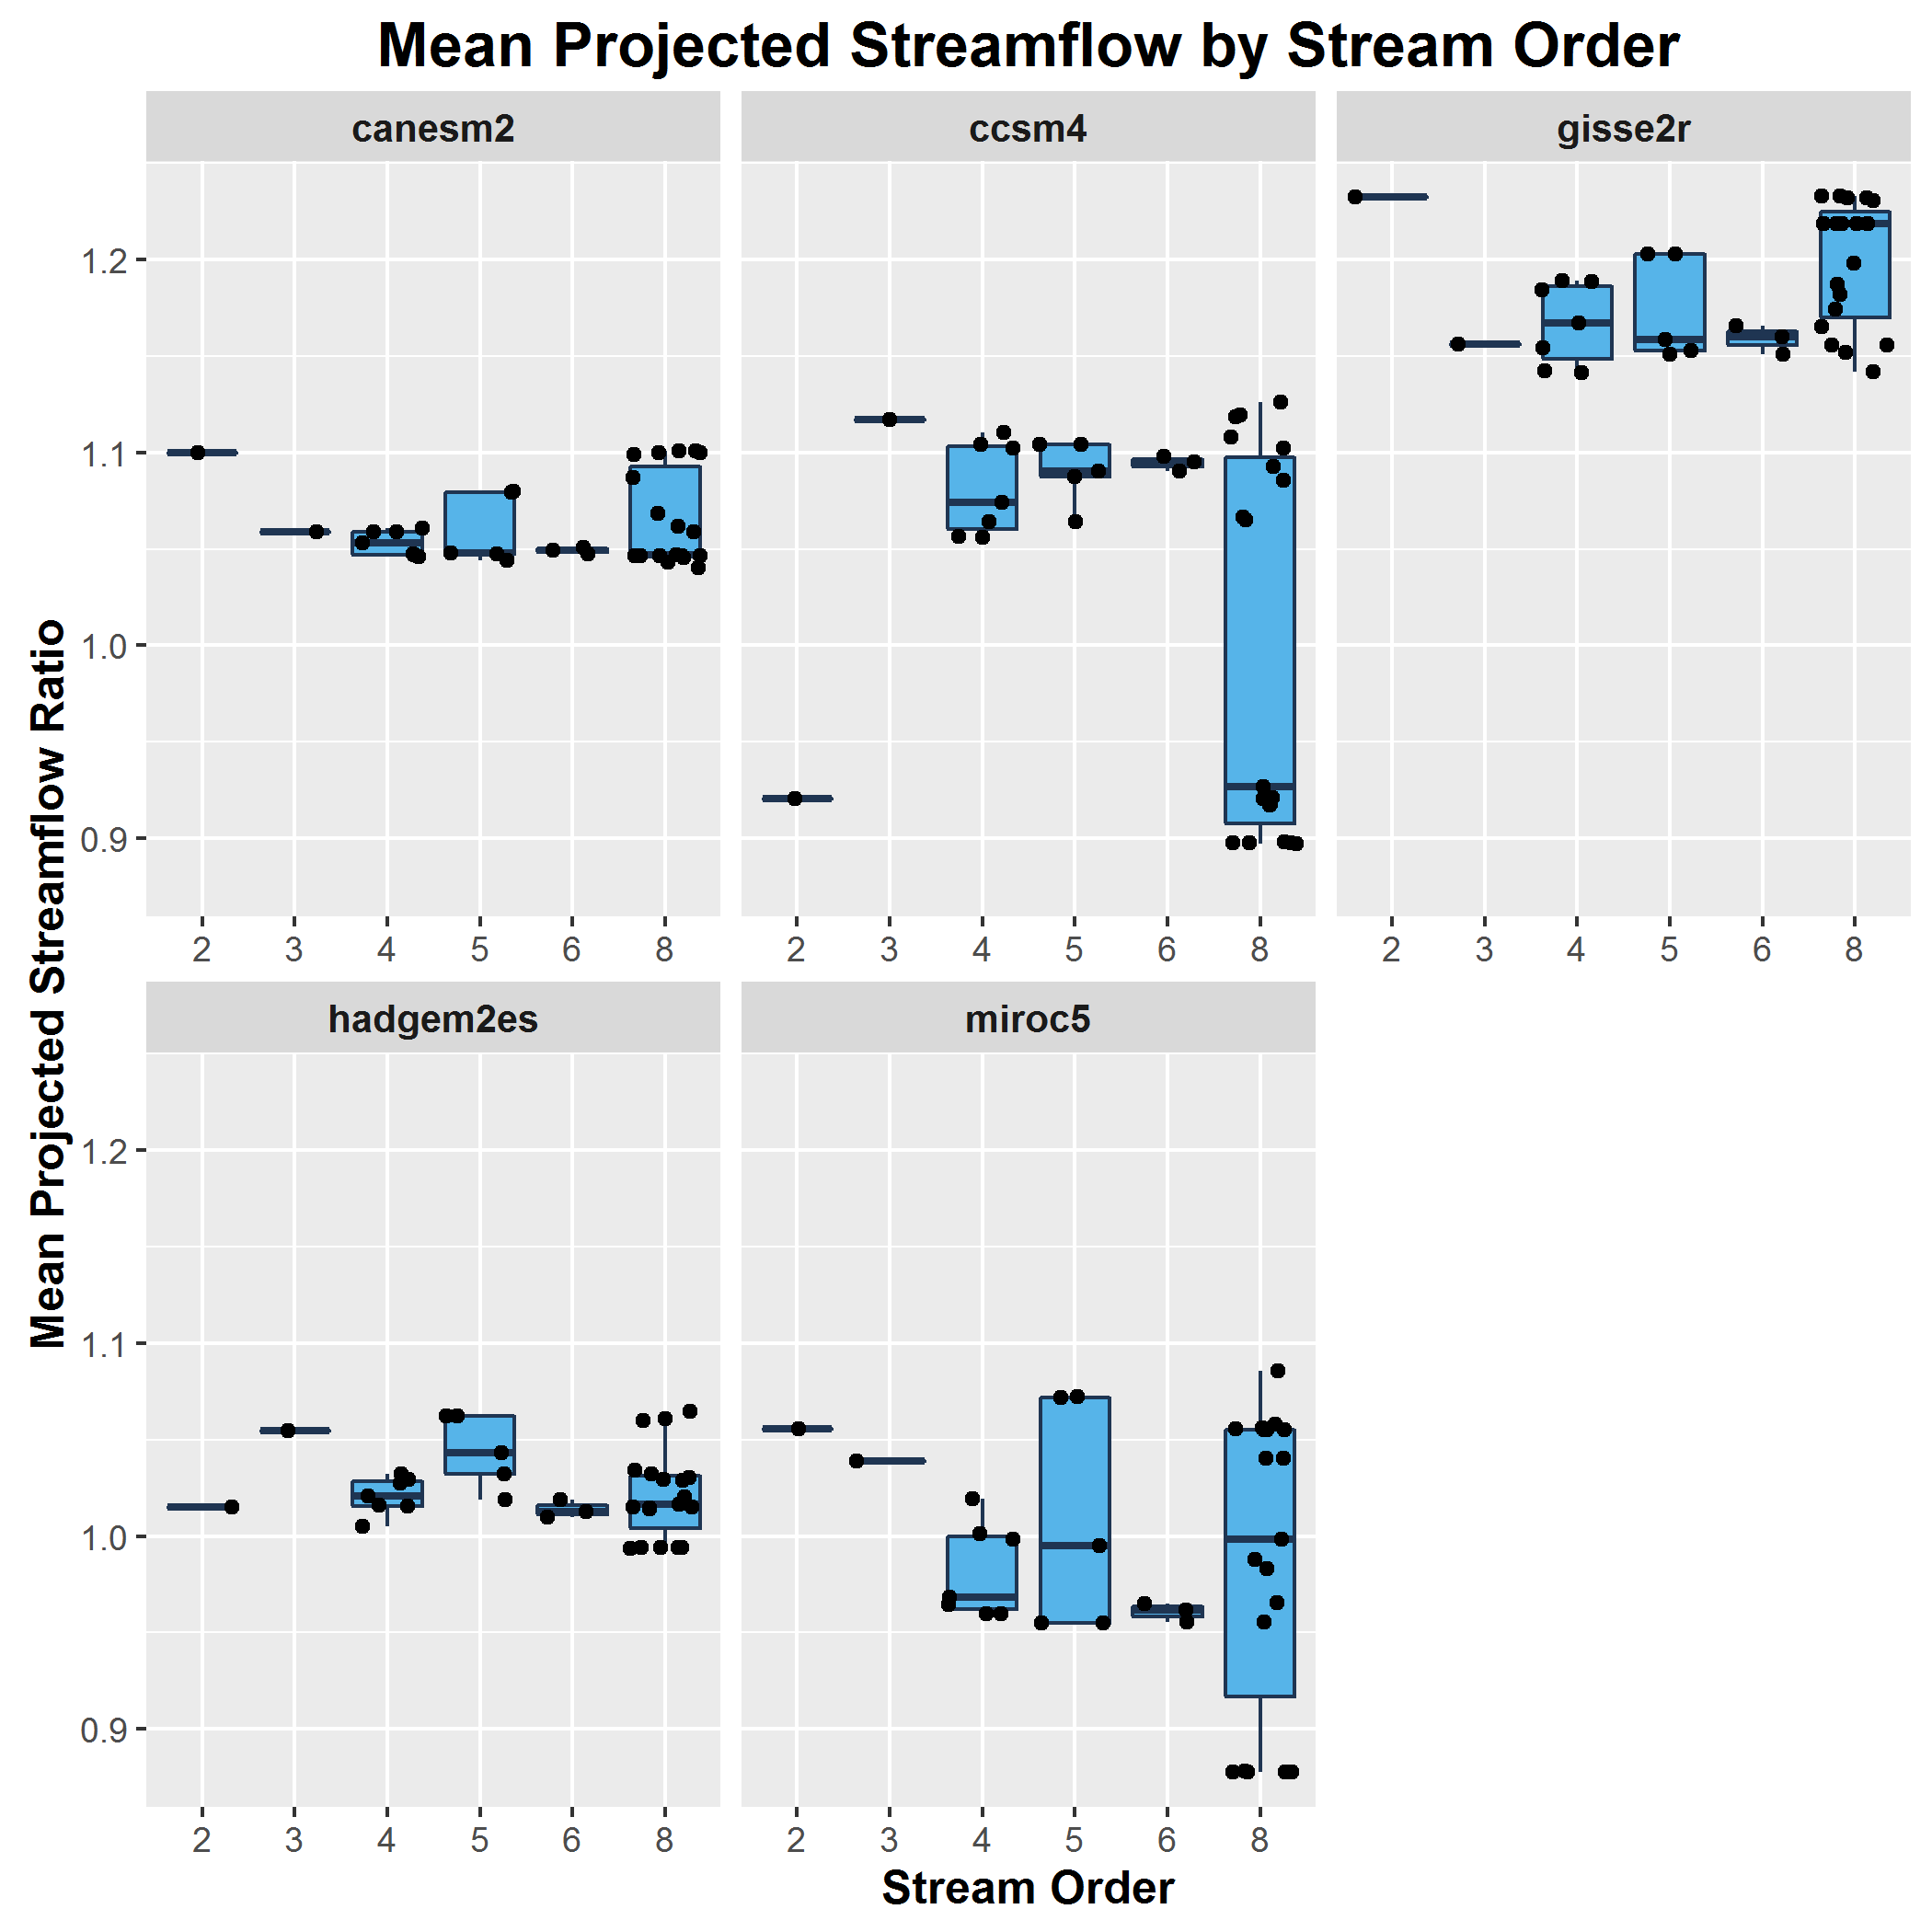 Mean Projected Streamflow by Stream Order
canesm2 ccsm4 gisse2r
1.2
1.1
1.0
0.9
2 3 4 5 6 8 2 3 4 5 6 8 2 3 4 5 6 8
hadgem2es miroc5
1.2
1.1
1.0
0.9
2 3 4 5 6 8 2 3 4 5 6 8
Stream Order
Mean Projected Streamflow Ratio